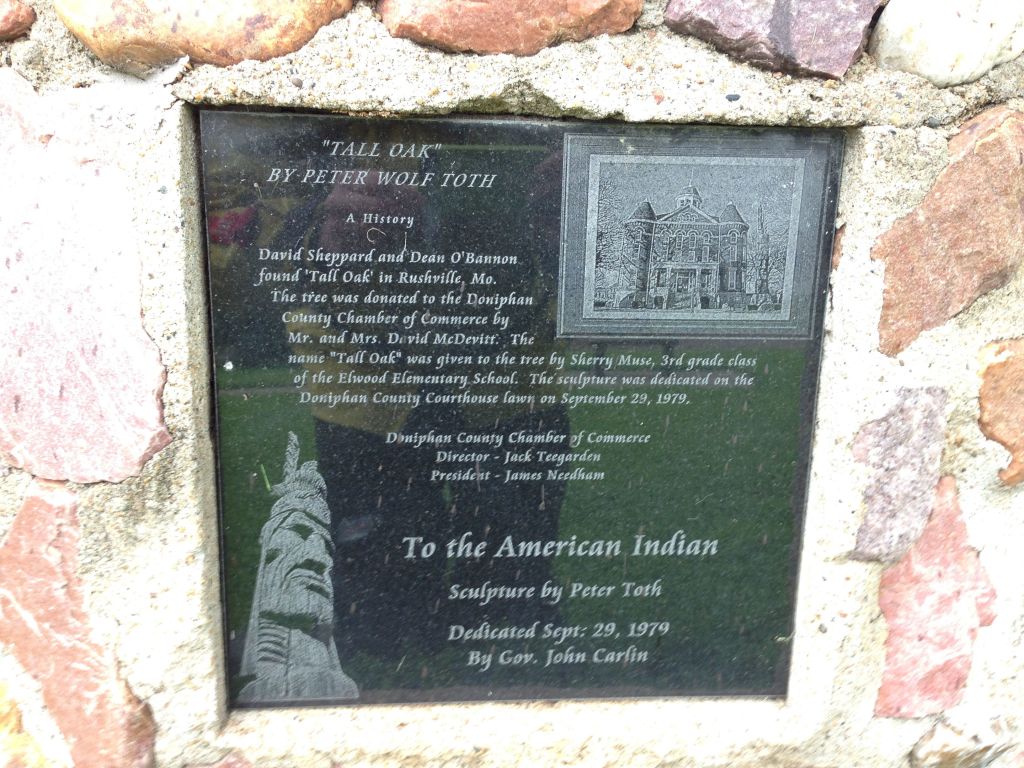 "TALL OAK"
BY PETER WOLF TOTH
A History
David Sheppard and Dean O'Bannon
found 'Tall Oak' in Rushville, Mo.
The tree was donated to the Doniphan
County Chamber of Commerce by
Mr. and Mrs. David McDevitt. The
name "Tall Oak" was given to the tree by Sherry Muse, 3rd grade class
of the Elwood Elementary School. The sculpture was dedicated on the
Doniphan County Courthouse lawn on September 29, 1979.
Doniphan County Chamber of Commerce
Director - Jack Teegarden
President - James Needham
To the American Indian
Sculpture by Peter Toth
Dedicated Sept: 29, 1979
By Gov. John Carlin